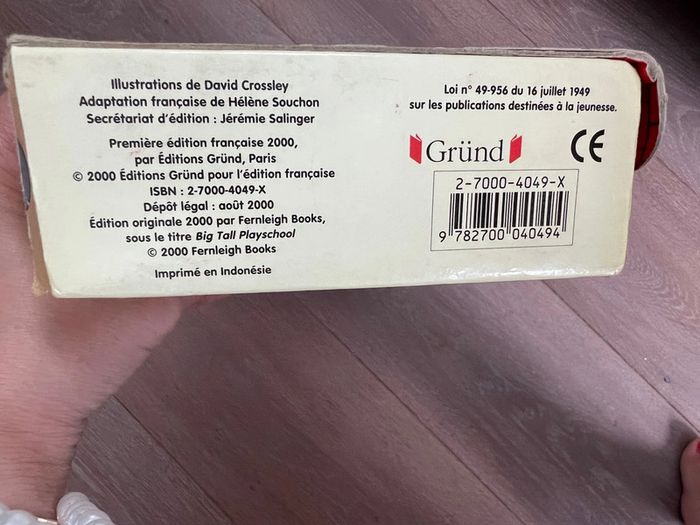 Illustrations de David Crossley
Adaptation française de Hélène Souchon
Secrétariat d'édition : Jérémie Salinger
Première édition française 2000,
par Éditions Gründ, Paris
© 2000 Éditions Gründ pour l'édition française
ISBN : 2-7000-4049-X
Dépôt légal : août 2000
Édition originale 2000 par Fernleigh Books,
sous le titre Big Tall Playschool
© 2000 Fernleigh Books
Imprimé en Indonésie
Loi n° 49-956 du 16 juillet 1949
sur les publications destinées à la jeunesse.
Gründ
CE
2-7000-4049-X
9 782700 040494